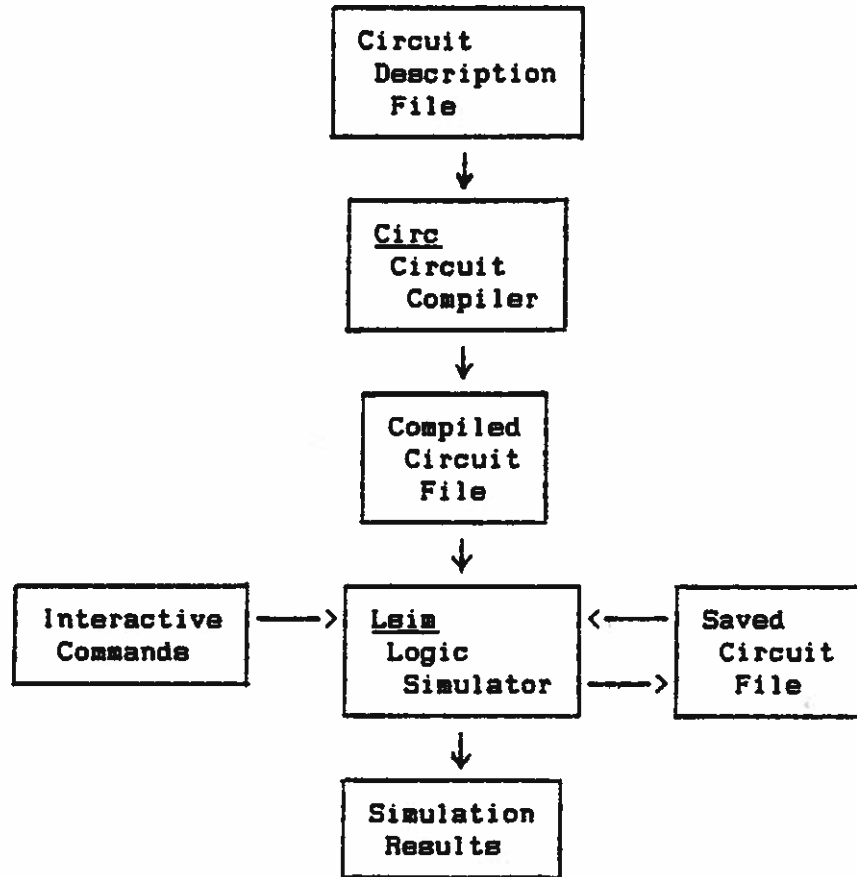 Circuit
Description
File
Circ
Circuit
Compiler
Compiled
Circuit
File
Interactive
Commands
Lsim
Logic
Simulator
Saved
Circuit
File
Simulation
Results